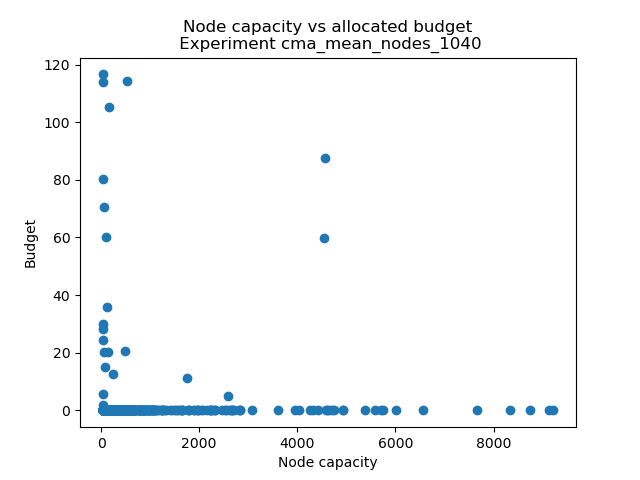 Node capacity vs allocated budget
Experiment cma_mean_nodes_1040
120
100
80
60
40
20
0
Budget
0 2000 4000 6000 8000
Node capacity